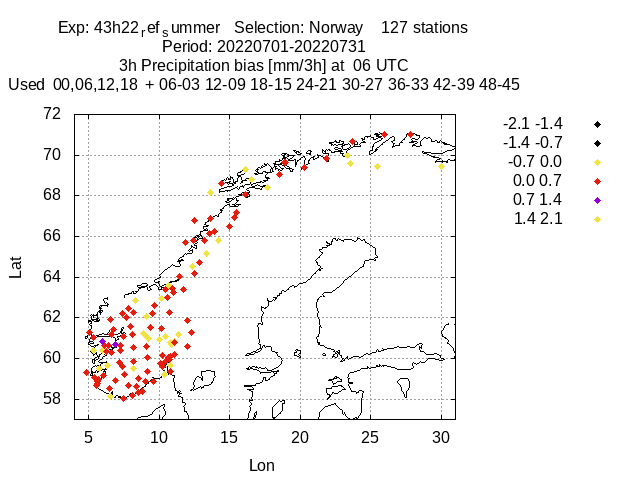 Exp: 43h22refsummer Selection: Norway 127 stations
Period: 20220701-20220731
3h Precipitation bias [mm/3h] at 06 UTC
Used 00,06,12,18 + 06-03 12-09 18-15 24-21 30-27 36-33 42-39 48-45
-2.1 -1.4
-1.4 -0.7
-0.7 0.0
0.0 0.7
0.7 1.4
1.4 2.1
72
70
68
66
64
62
60
58
Lat
5 10 15 20 25 30
Lon